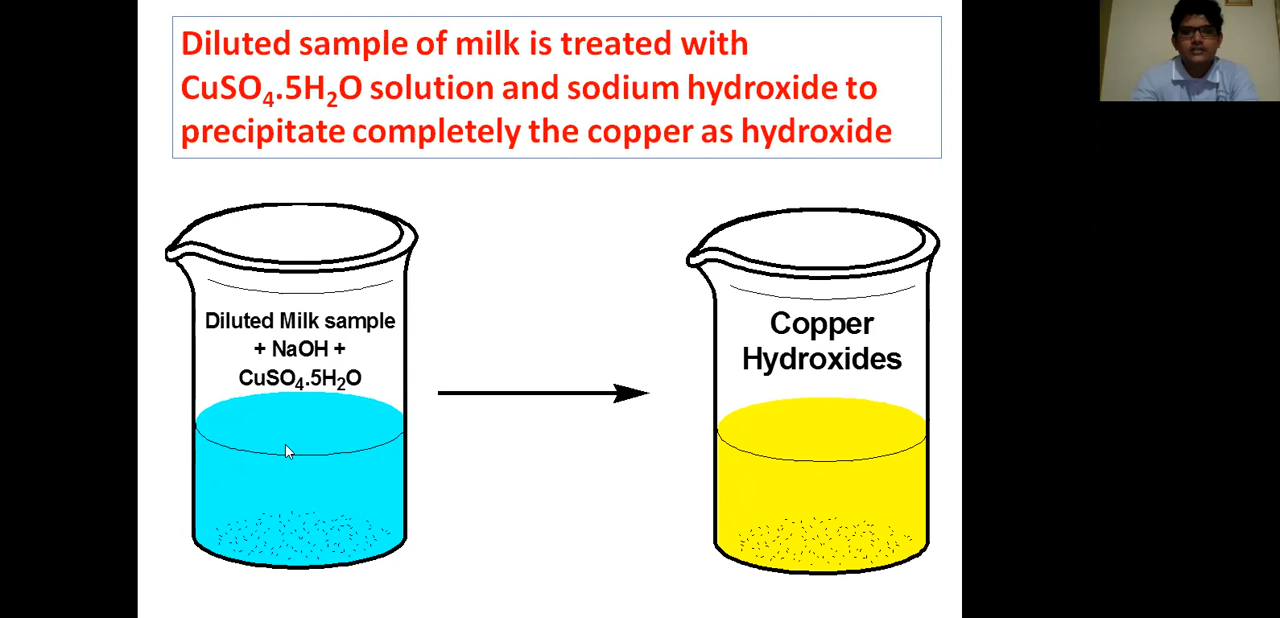 Diluted sample of milk is treated with
CuSO₄.5H₂O solution and sodium hydroxide to
precipitate completely the copper as hydroxide
Diluted Milk sample
+ NaOH +
CuSO₄.5H₂O
Copper
Hydroxides